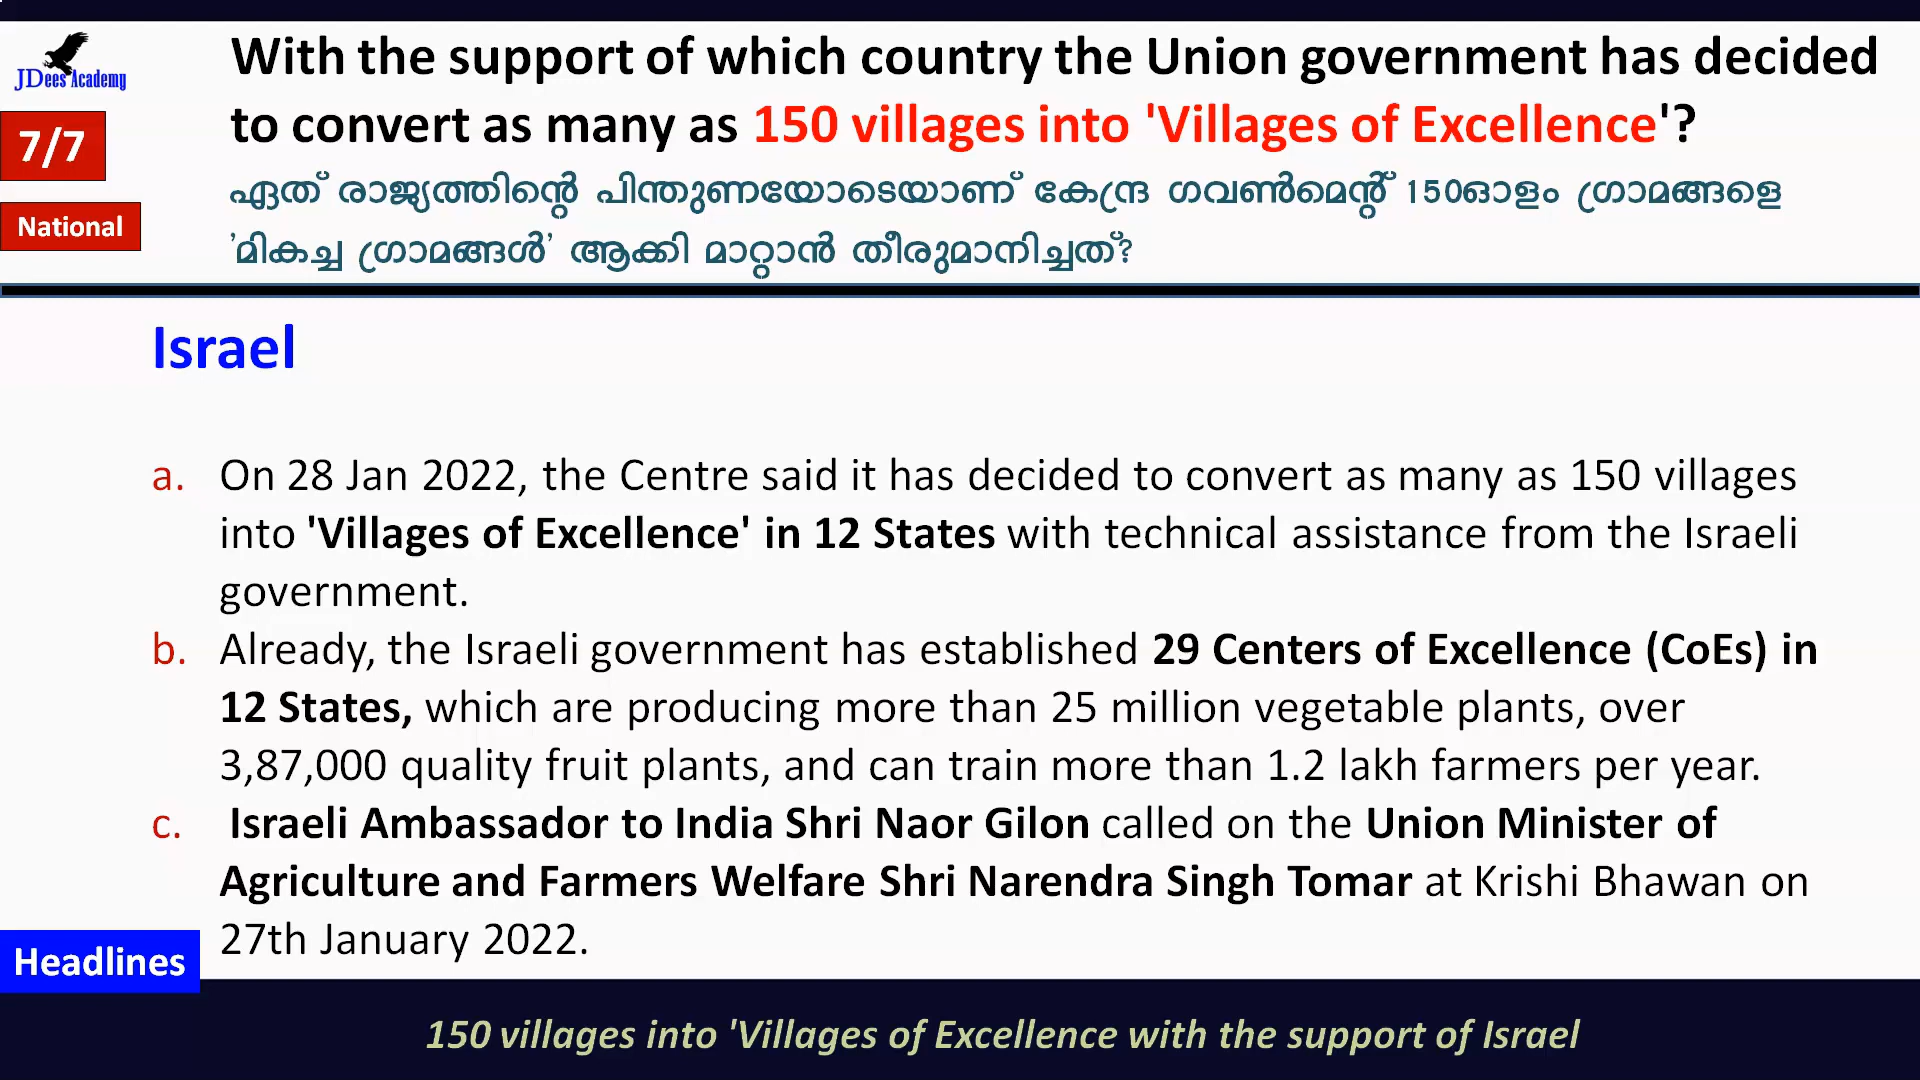 JDees Academy
With the support of which country the Union government has decided
to convert as many as 150 villages into 'Villages of Excellence'?
7/7
ഏത് രാജ്യത്തിന്റെ പിന്തുണയോടെയാണ് കേന്ദ്ര ഗവൺമെന്റ് 150ഓളം ഗ്രാമങ്ങളെ
National
'മികച്ച ഗ്രാമങ്ങൾ' ആക്കി മാറ്റാൻ തീരുമാനിച്ചത്?
Israel
a. On 28 Jan 2022, the Centre said it has decided to convert as many as 150 villages
into 'Villages of Excellence' in 12 States with technical assistance from the Israeli
government.
b. Already, the Israeli government has established 29 Centers of Excellence (CoEs) in
12 States, which are producing more than 25 million vegetable plants, over
3,87,000 quality fruit plants, and can train more than 1.2 lakh farmers per year.
c. Israeli Ambassador to India Shri Naor Gilon called on the Union Minister of
Agriculture and Farmers Welfare Shri Narendra Singh Tomar at Krishi Bhawan on
27th January 2022.
Headlines
150 villages into 'Villages of Excellence with the support of Israel